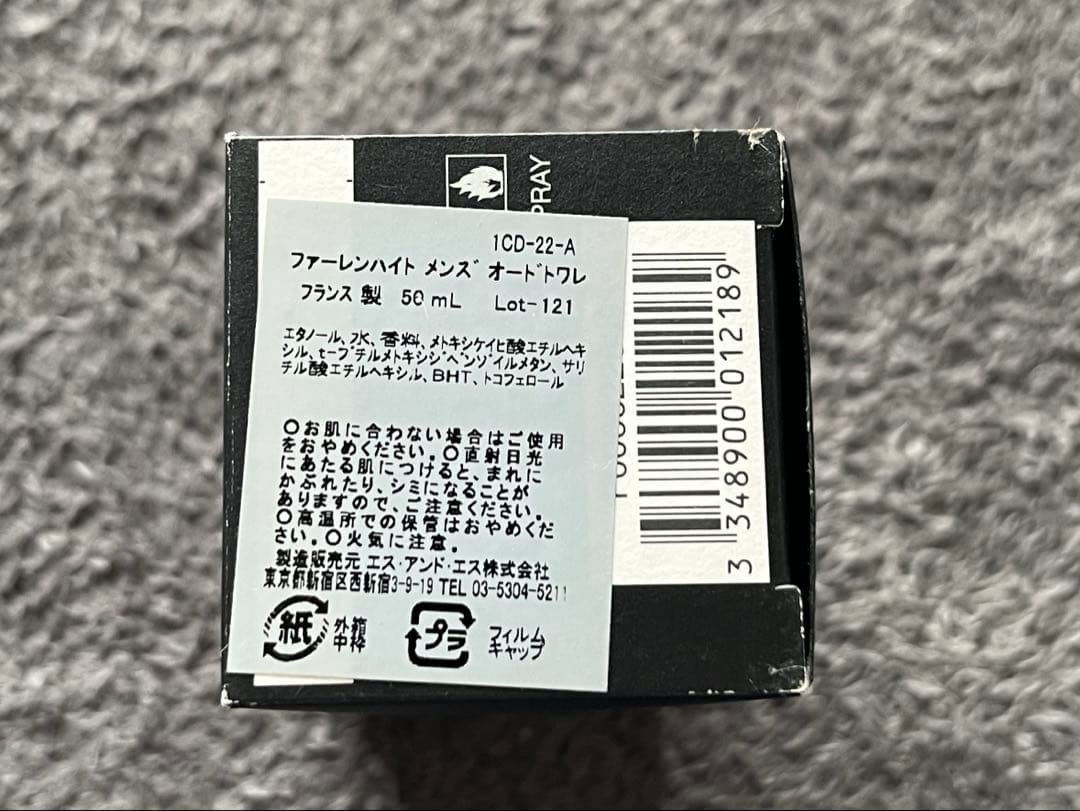 1CD-22-A
ファーレンハイト メンズ オードトワレ
フランス 製 50 mL Lot-121
エタノール、水、香料、メトキシケイヒ酸エチルヘキ
シル、t-ブチルメトキシジベンゾイルメタン、サリ
チル酸エチルヘキシル、BHT、トコフェロール
○お肌に合わない場合はご使用
をおやめください。○直射日光
にあたる肌につけると、まれに
かぶれたり、シミになることが
ありますので、ご注意ください。
○高温所での保管はおやめくだ
さい。○火気に注意。
製造販売元 エス・アンド・エス株式会社
東京都新宿区西新宿3-9-19 TEL 03-5304-5211
紙 外箱
中枠
プラ フィルム
キャップ
PRAY
3 348900 012189